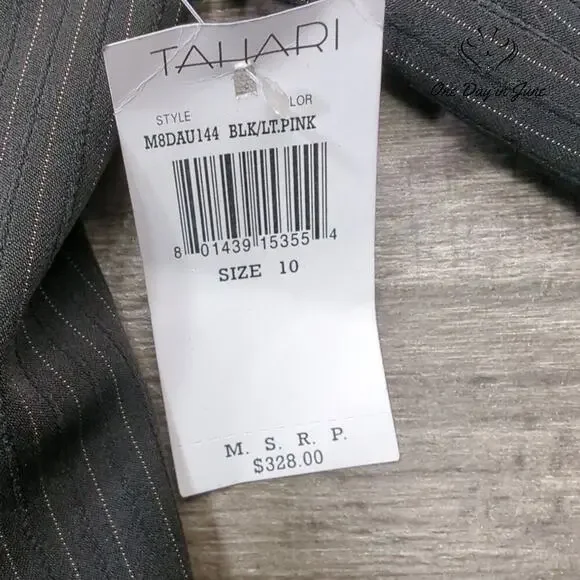 TAHARI
STYLE LOR
M8DAU144 BLK/LT.PINK
8 01439 15355 4
SIZE 10
M. S. R. P.
$328.00
One Day in June